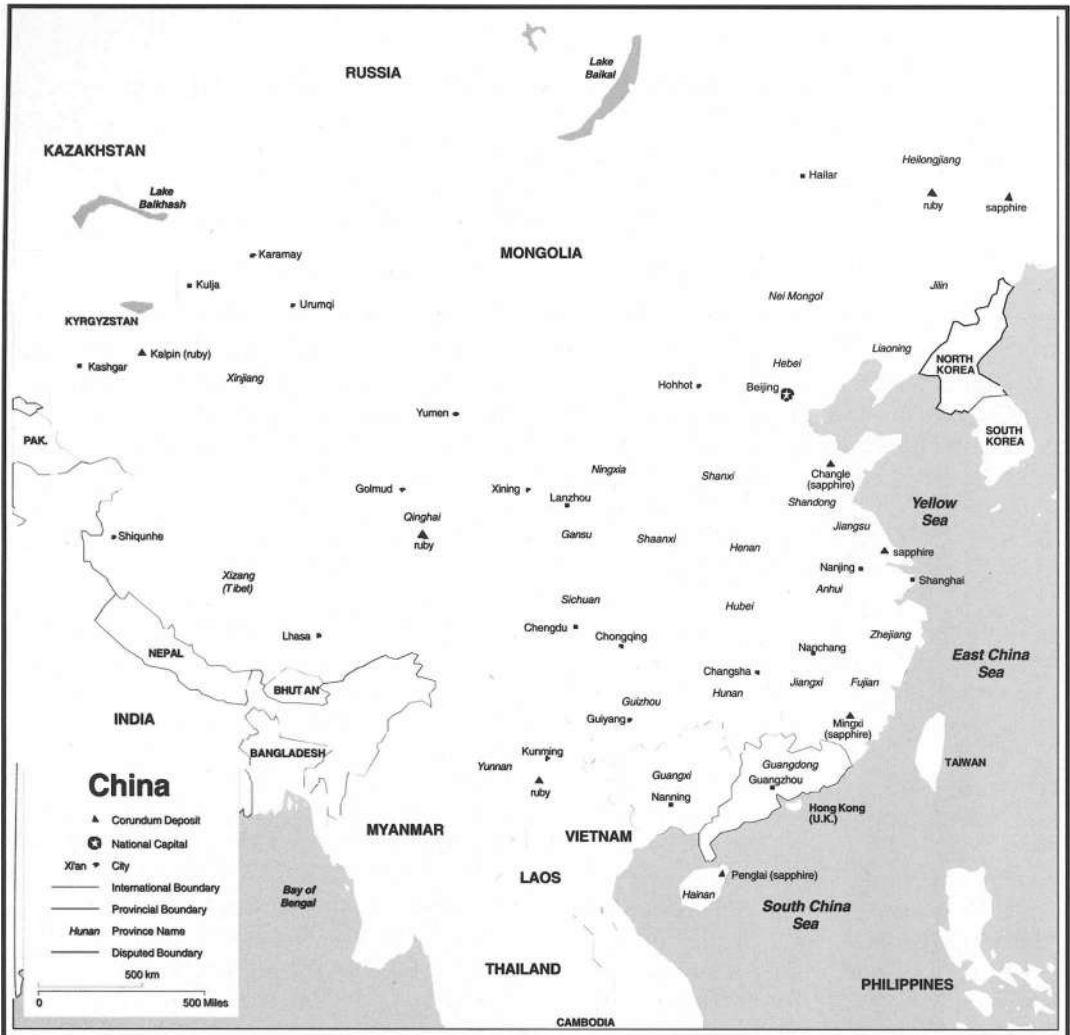 RUSSIA
Lake
Baikal
KAZAKHSTAN
Heilongjiang
Hailar
Lake
Balkhash
ruby
sapphire
MONGOLIA
Karamay
Kulja
Nei Mongol
Jilin
Urumqi
KYRGYZSTAN
Kalpin (ruby)
Liaoning
NORTH
KOREA
Kashgar
Xinjiang
Hebei
Hohhot
Beijing
Yumen
PAK.
SOUTH
KOREA
Ningxia
Shanxi
Changle
(sapphire)
Golmud
Xining
Lanzhou
Shandong
Yellow
Sea
Qinghai
ruby
Gansu
Shaanxi
Henan
Jiangsu
Shiqunhe
sapphire
Nanjing
Shanghai
Xizang
(Tibet)
Anhui
Sichuan
Hubei
Chengdu
Chongqing
Zhejiang
Lhasa
NEPAL
Nanchang
East China
Sea
Changsha
BHUT AN
Hunan
Jiangxi
Fujian
Guizhou
INDIA
Guiyang
Mingxi
(sapphire)
BANGLADESH
Kunming
Yunnan
Guangdong
TAIWAN
Guangxi
Guangzhou
ruby
Nanning
Hong Kong
(U.K.)
MYANMAR
VIETNAM
LAOS
Penglai (sapphire)
Hainan
Bay of
Bengal
South China
Sea
THAILAND
PHILIPPINES
CAMBODIA
China
Corundum Deposit
National Capital
Xi'an City
International Boundary
Provincial Boundary
Hunan Province Name
Disputed Boundary
500 km
0 500 Miles